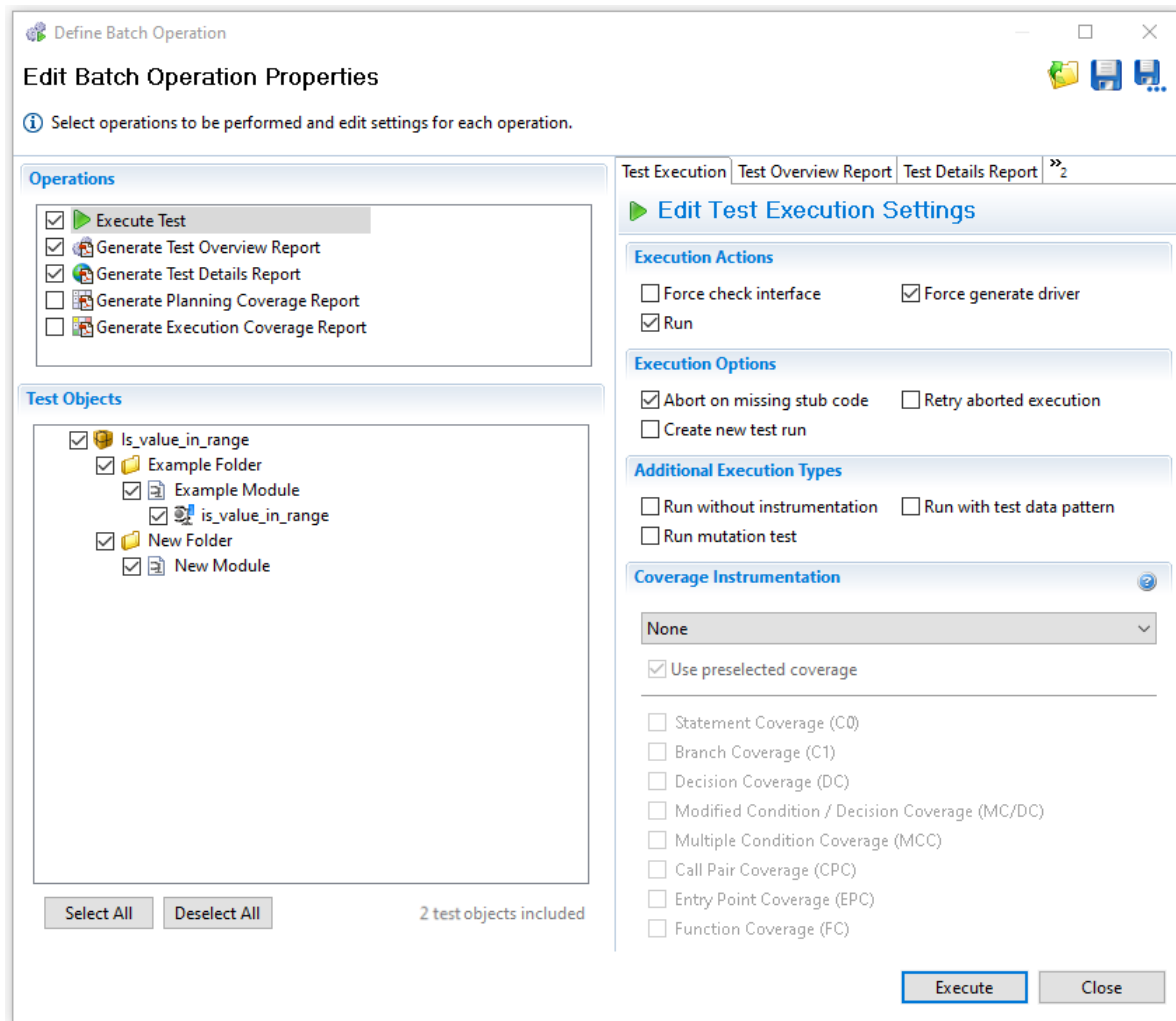 Define Batch Operation
Edit Batch Operation Properties
Select operations to be performed and edit settings for each operation.
Operations
Execute Test
Generate Test Overview Report
Generate Test Details Report
Generate Planning Coverage Report
Generate Execution Coverage Report
Test Objects
Is_value_in_range
Example Folder
Example Module
is_value_in_range
New Folder
New Module
Select All Deselect All 2 test objects included
Test Execution Test Overview Report Test Details Report »2
Edit Test Execution Settings
Execution Actions
Force check interface Force generate driver
Run
Execution Options
Abort on missing stub code Retry aborted execution
Create new test run
Additional Execution Types
Run without instrumentation Run with test data pattern
Run mutation test
Coverage Instrumentation
None
Use preselected coverage
Statement Coverage (C0)
Branch Coverage (C1)
Decision Coverage (DC)
Modified Condition / Decision Coverage (MC/DC)
Multiple Condition Coverage (MCC)
Call Pair Coverage (CPC)
Entry Point Coverage (EPC)
Function Coverage (FC)
Execute Close